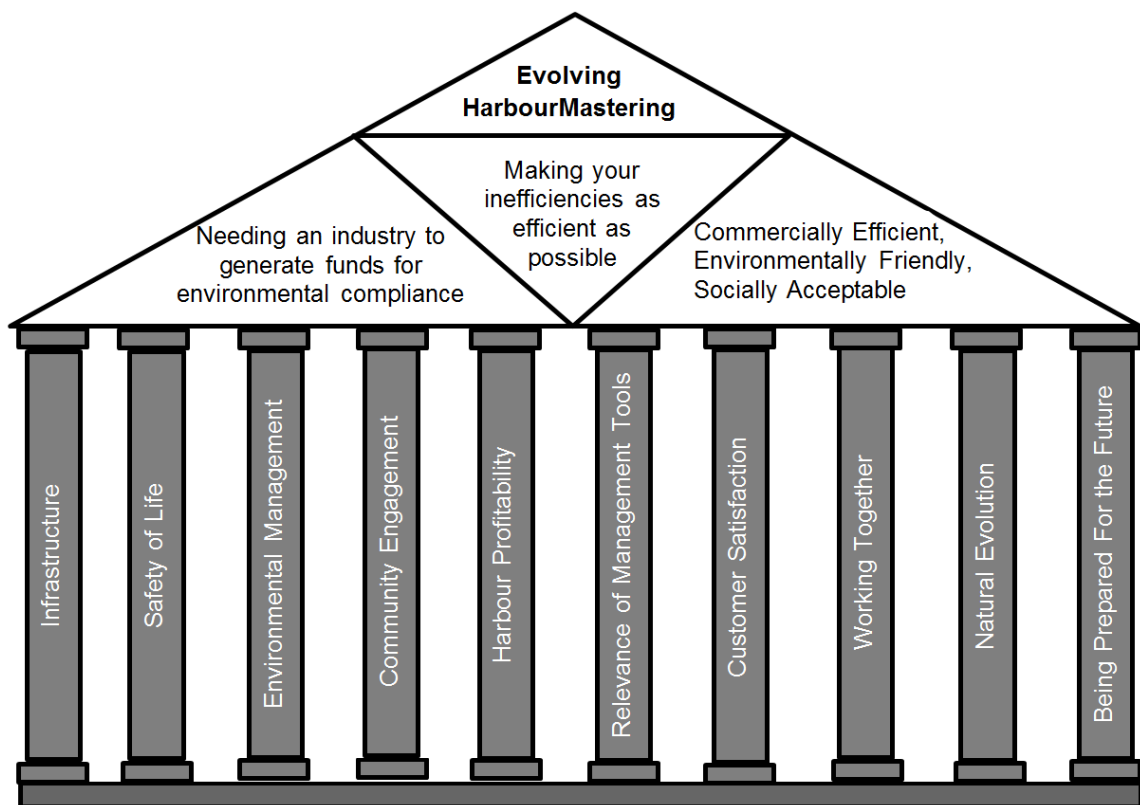 Evolving
HarbourMastering
Making your
inefficiencies as
efficient as
possible
Needing an industry to
generate funds for
environmental compliance
Commercially Efficient,
Environmentally Friendly,
Socially Acceptable
Infrastructure
Safety of Life
Environmental Management
Community Engagement
Harbour Profitability
Relevance of Management Tools
Customer Satisfaction
Working Together
Natural Evolution
Being Prepared For the Future